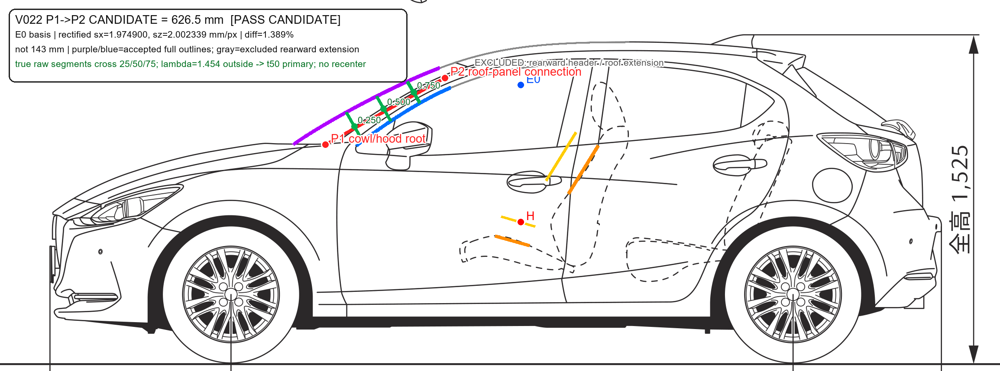 V022 P1->P2 CANDIDATE = 626.5 mm [PASS CANDIDATE]
E0 basis | rectified sx=1.974900, sz=2.002339 mm/px | diff=1.389%
not 143 mm | purple/blue=accepted full outlines; gray=excluded rearward extension
true raw segments cross 25/50/75; lambda=1.454 outside -> t50 primary; no recenter
EXCLUDED: rearward header / roof extension
P2 roof-panel connection
E0
0.750
0.500
0.250
P1 cowl/hood root
H
全高 1,525